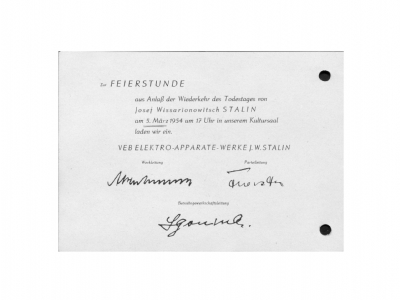 Zur FEIERSTUNDE
aus Anlaß der Wiederkehr des Todestages von
Josef Wissarionowitsch STALIN
am 5. März 1954 um 17 Uhr in unserem Kultursaal
laden wir ein.
VEB ELEKTRO-APPARATE-WERKE J.W. STALIN
Werkleitung Parteileitung
Betriebsgewerkschaftsleitung